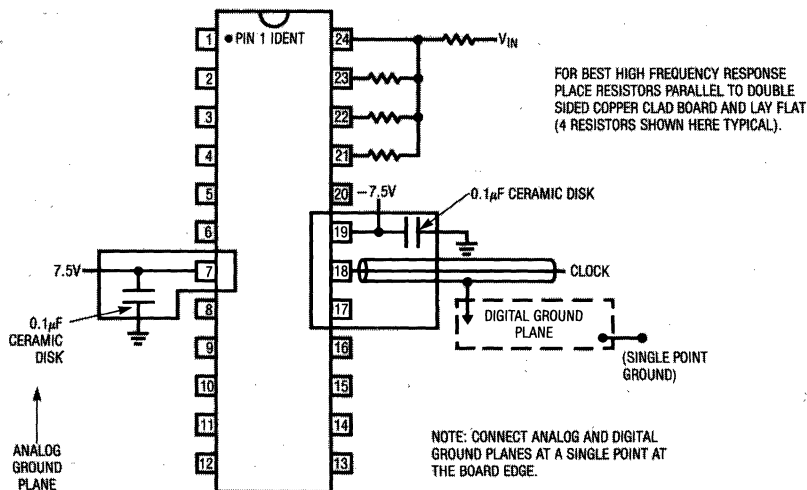 1
2
3
4
5
6
7
8
9
10
11
12
PIN 1 IDENT
24
23
22
21
20
19
18
17
16
15
14
13
VIN
FOR BEST HIGH FREQUENCY RESPONSE
PLACE RESISTORS PARALLEL TO DOUBLE
SIDED COPPER CLAD BOARD AND LAY FLAT
(4 RESISTORS SHOWN HERE TYPICAL).
−7.5V
0.1μF CERAMIC DISK
CLOCK
DIGITAL GROUND
PLANE
(SINGLE POINT
GROUND)
7.5V
0.1μF
CERAMIC
DISK
ANALOG
GROUND
PLANE
NOTE: CONNECT ANALOG AND DIGITAL
GROUND PLANES AT A SINGLE POINT AT
THE BOARD EDGE.